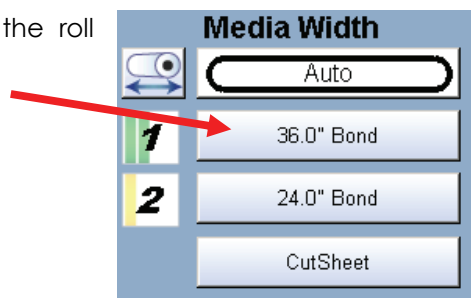 the roll
Media Width
Auto
1 36.0" Bond
2 24.0" Bond
CutSheet